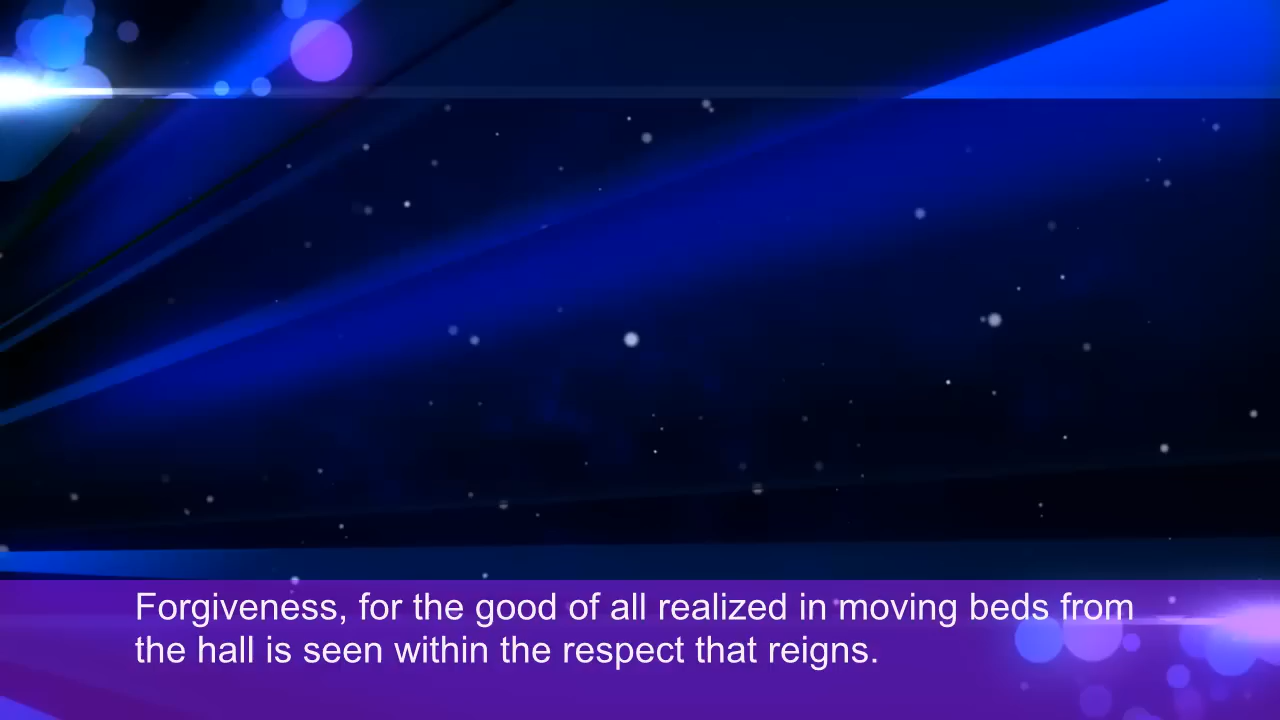 Forgiveness, for the good of all realized in moving beds from
the hall is seen within the respect that reigns.